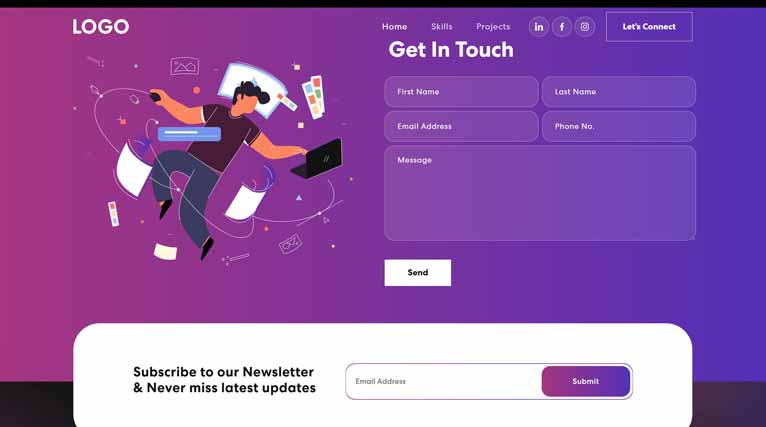 LOGO
Home
Skills
Projects
in
f
Let's Connect
Get In Touch
First Name
Last Name
Email Address
Phone No.
Message
Send
Subscribe to our Newsletter
& Never miss latest updates
Email Address
Submit